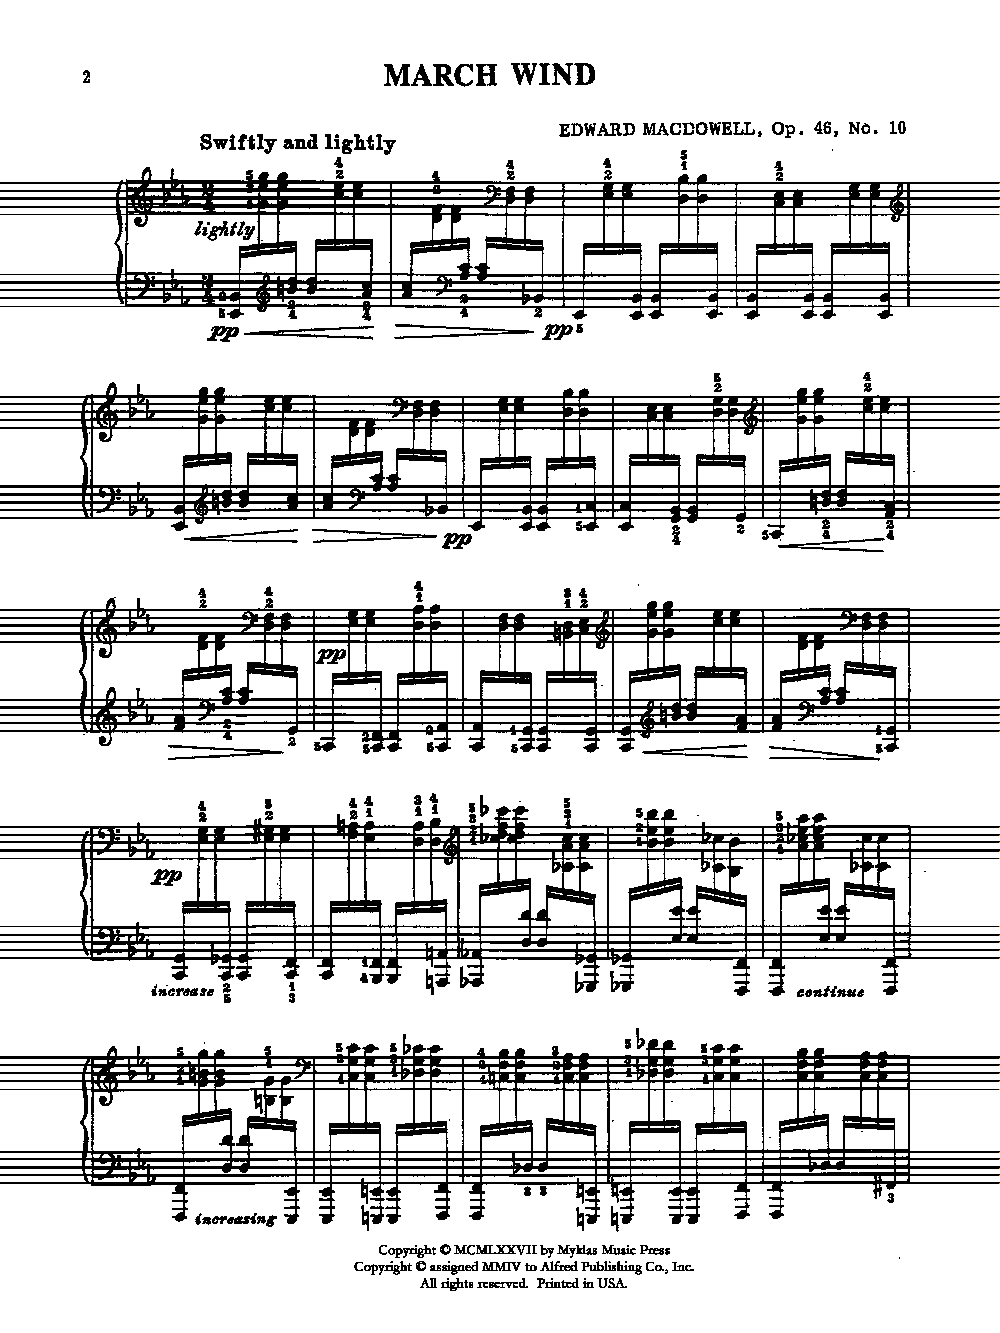 2
MARCH WIND
EDWARD MACDOWELL, Op. 46, No. 10
Swiftly and lightly
lightly
pp
pp
pp
pp
pp
increase
continue
increasing
Copyright © MCMLXXVII by Myklas Music Press
Copyright © assigned MMIV to Alfred Publishing Co., Inc.
All rights reserved. Printed in USA.